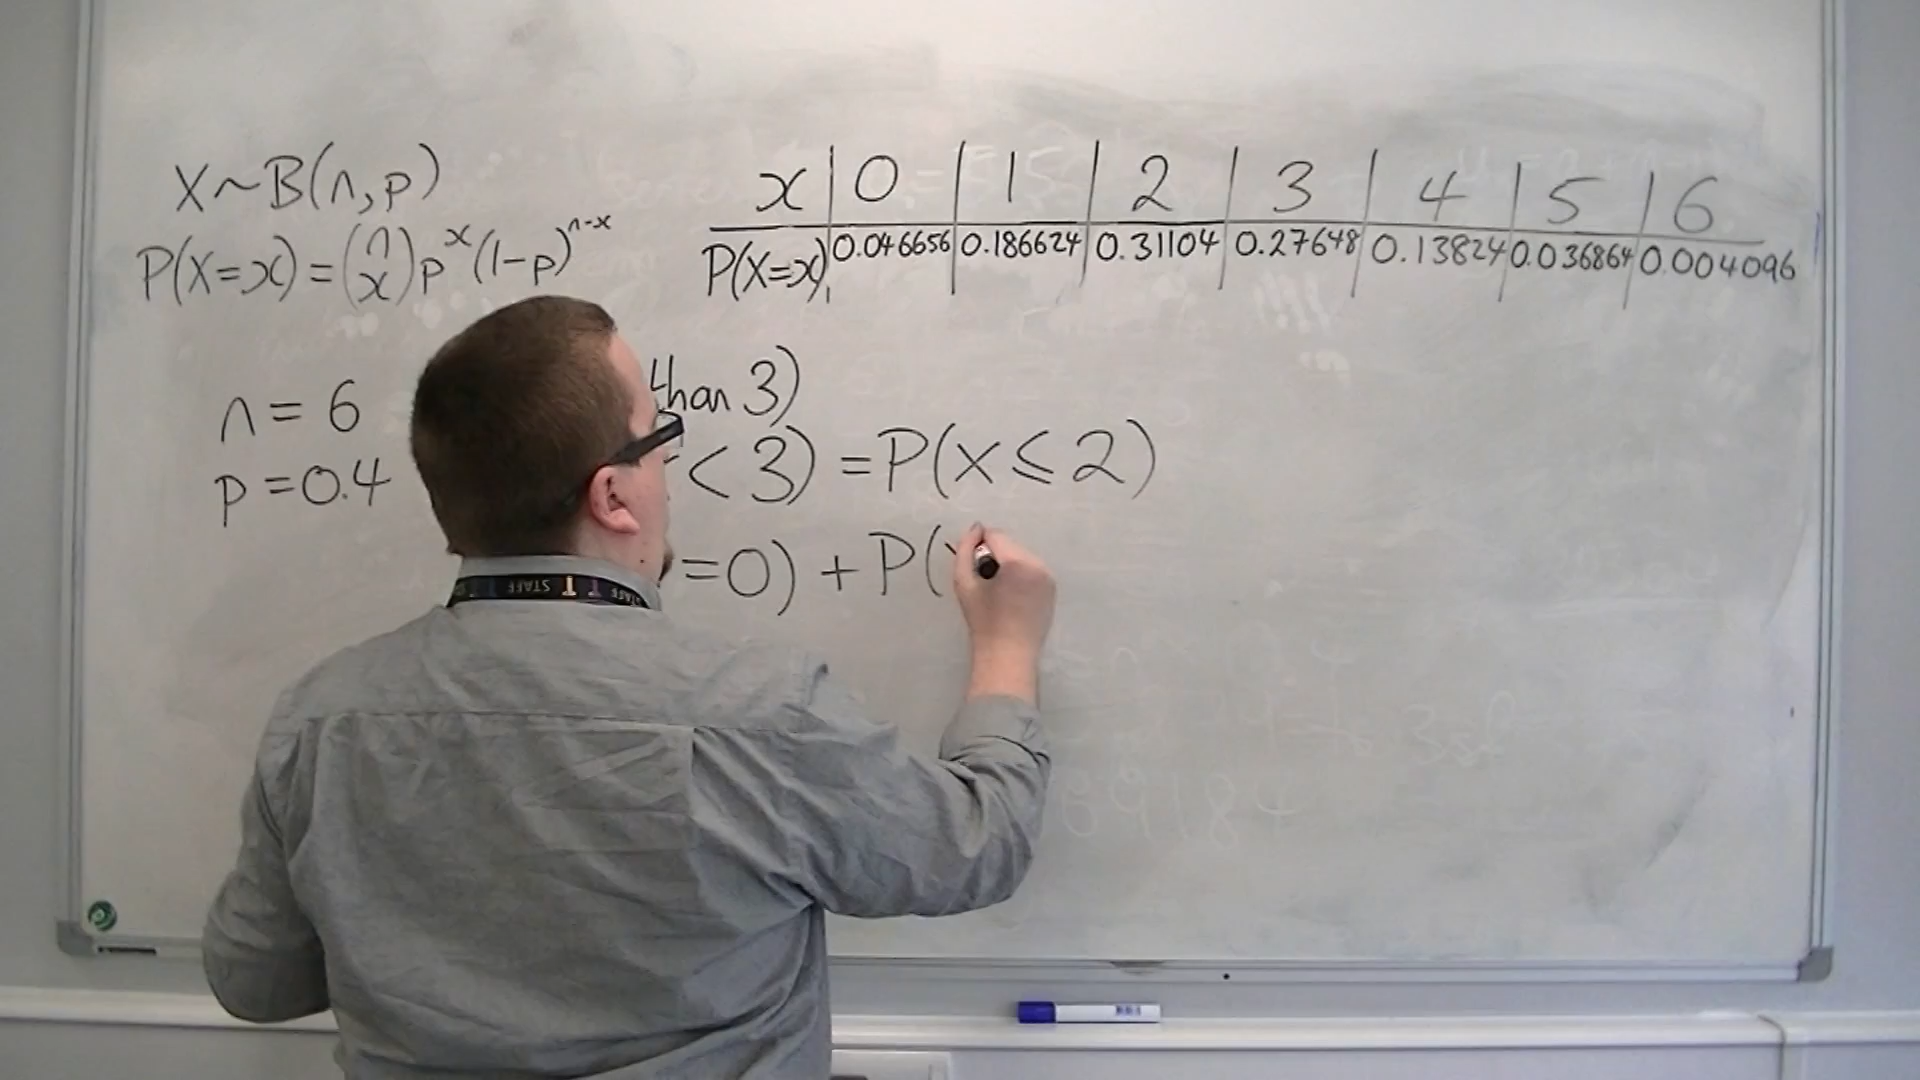 X~B(n,p)
P(X=x)=(n x)p^x(1-p)^n-x
x | 0 | 1 | 2 | 3 | 4 | 5 | 6
P(X=x) | 0.046656 | 0.186624 | 0.31104 | 0.27648 | 0.13824 | 0.036864 | 0.004096
n=6
p=0.4
than 3)
< 3) = P(X≤2)
=0) + P(
STAFF